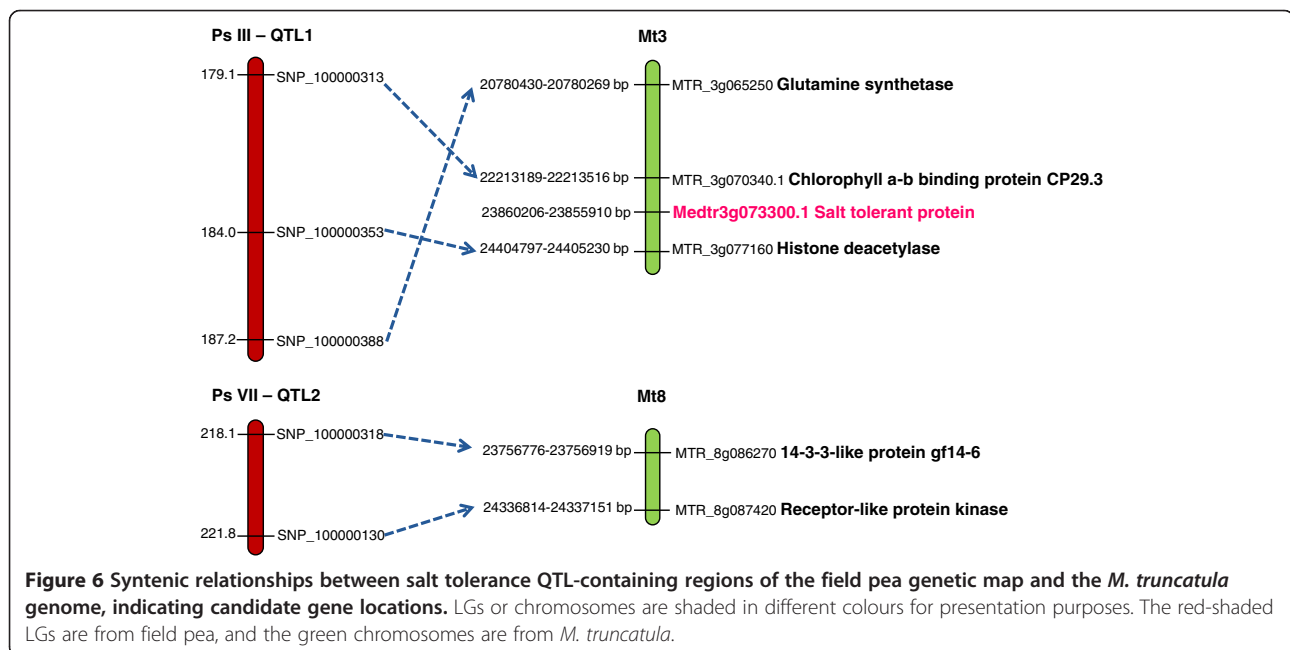 Ps III – QTL1
Mt3
179.1
SNP_100000313
20780430-20780269 bp
MTR_3g065250 Glutamine synthetase
22213189-22213516 bp
MTR_3g070340.1 Chlorophyll a-b binding protein CP29.3
23860206-23855910 bp
Medtr3g073300.1 Salt tolerant protein
184.0
SNP_100000353
24404797-24405230 bp
MTR_3g077160 Histone deacetylase
187.2
SNP_100000388
Ps VII – QTL2
Mt8
218.1
SNP_100000318
23756776-23756919 bp
MTR_8g086270 14-3-3-like protein gf14-6
24336814-24337151 bp
MTR_8g087420 Receptor-like protein kinase
221.8
SNP_100000130
Figure 6 Syntenic relationships between salt tolerance QTL-containing regions of the field pea genetic map and the M. truncatula
genome, indicating candidate gene locations. LGs or chromosomes are shaded in different colours for presentation purposes. The red-shaded
LGs are from field pea, and the green chromosomes are from M. truncatula.